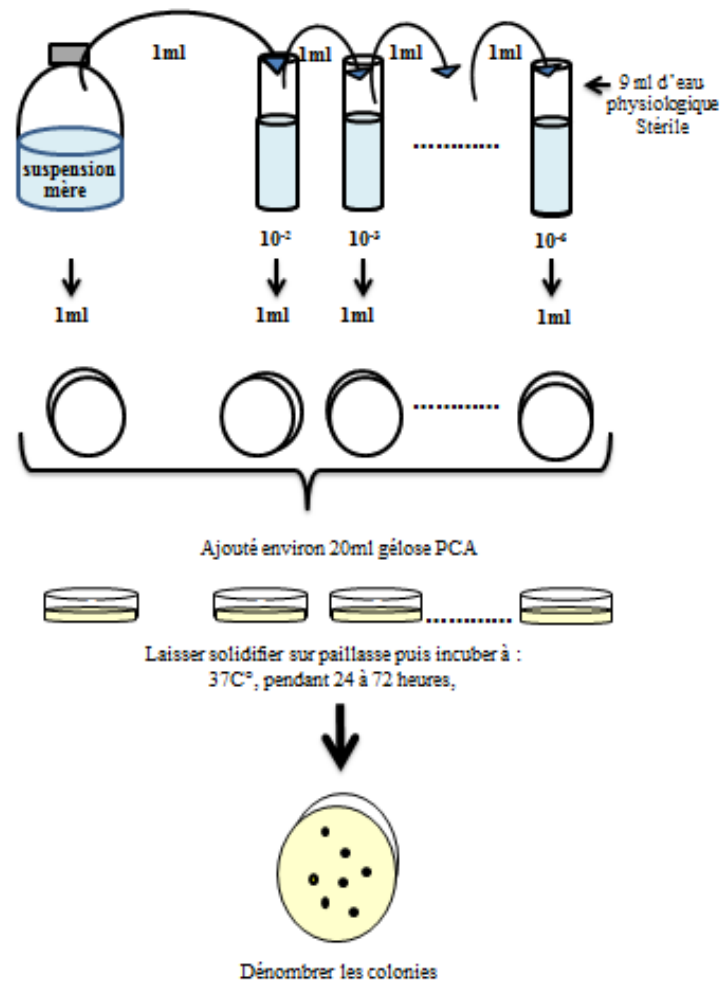 1ml 1ml 1ml 1ml
9 ml d'eau
physiologique
Stérile
suspension
mère
…………
10⁻² 10⁻³ 10⁻⁶
1ml 1ml 1ml 1ml
…………
Ajouté environ 20ml gélose PCA
…………
Laisser solidifier sur paillasse puis incuber à :
37C°, pendant 24 à 72 heures,
Dénombrer les colonies